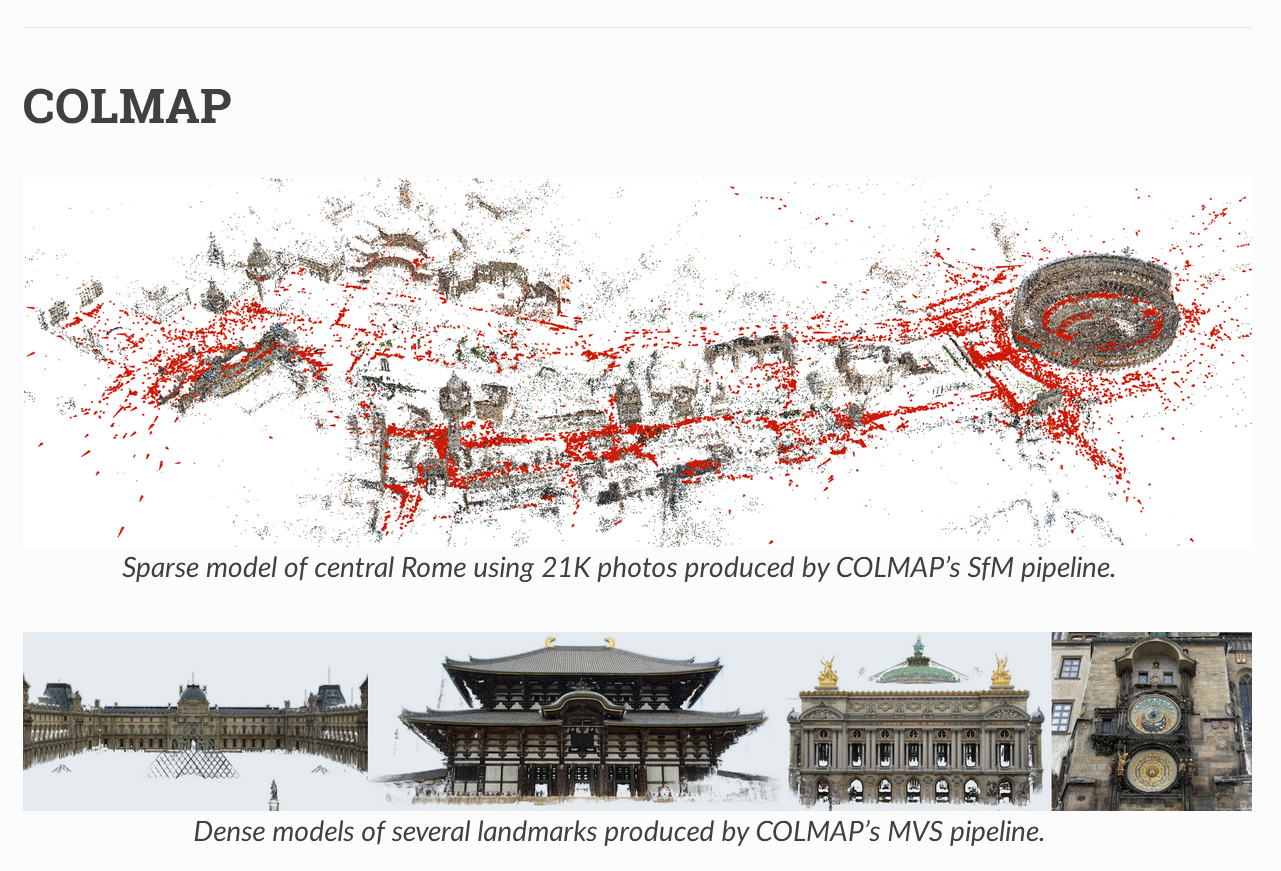 COLMAP
Sparse model of central Rome using 21K photos produced by COLMAP’s SfM pipeline.
Dense models of several landmarks produced by COLMAP’s MVS pipeline.